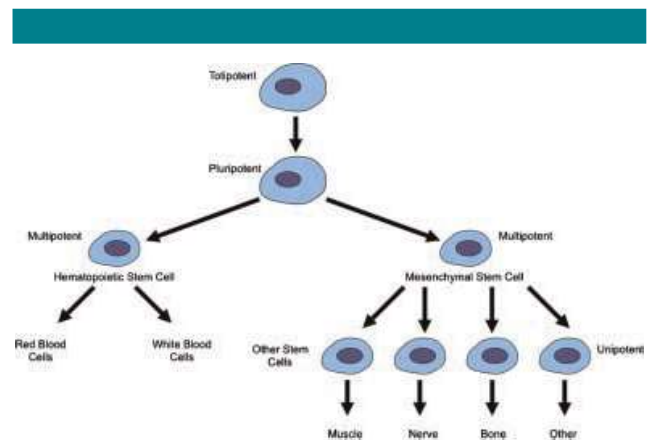 Totipotent
Pluripotent
Multipotent
Multipotent
Hematopoietic Stem Cell
Mesenchymal Stem Cell
Red Blood
Cells
White Blood
Cells
Other Stem
Cells
Unipotent
Muscle
Nerve
Bone
Other